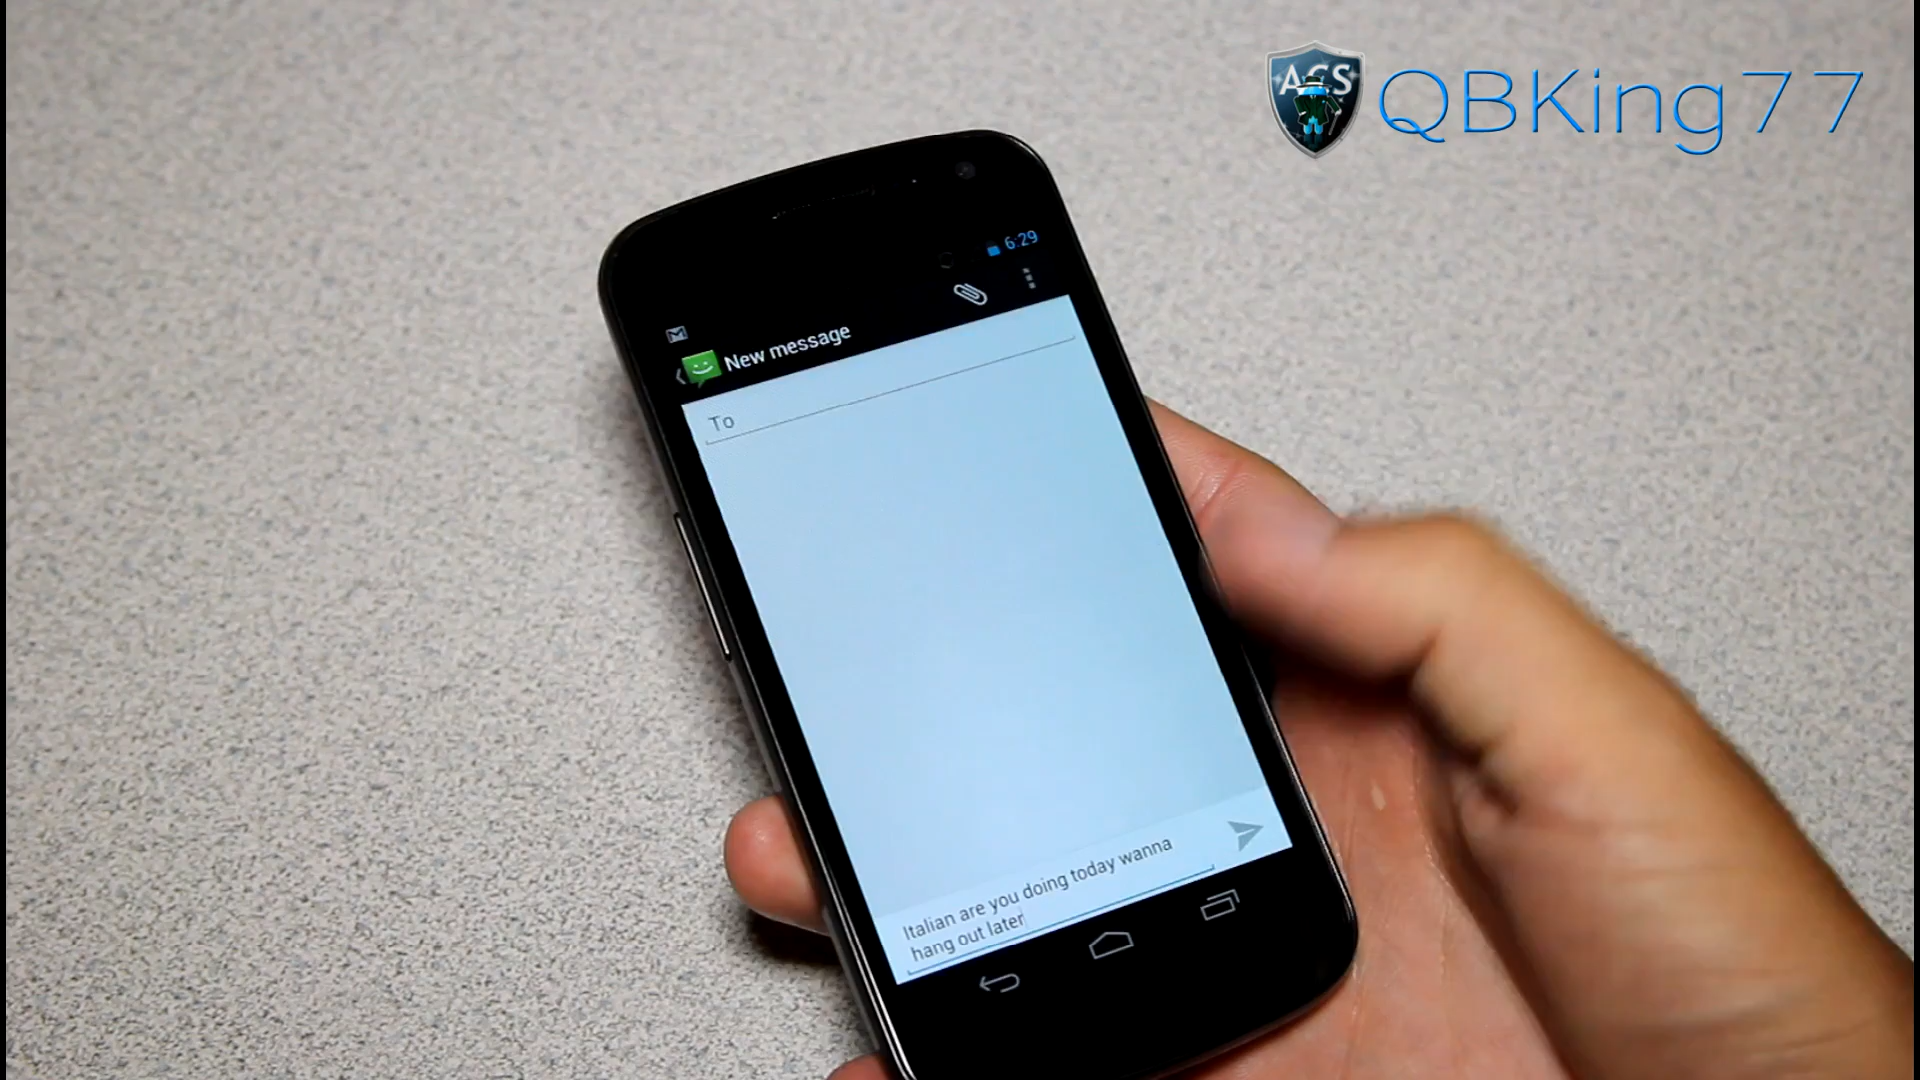 ACS
QBKing77
6:29
New message
To
Italian are you doing today wanna
hang out later